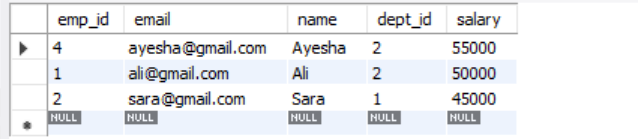 emp_id email name dept_id salary
4 ayesha@gmail.com Ayesha 2 55000
1 ali@gmail.com Ali 2 50000
2 sara@gmail.com Sara 1 45000
NULL NULL NULL NULL NULL